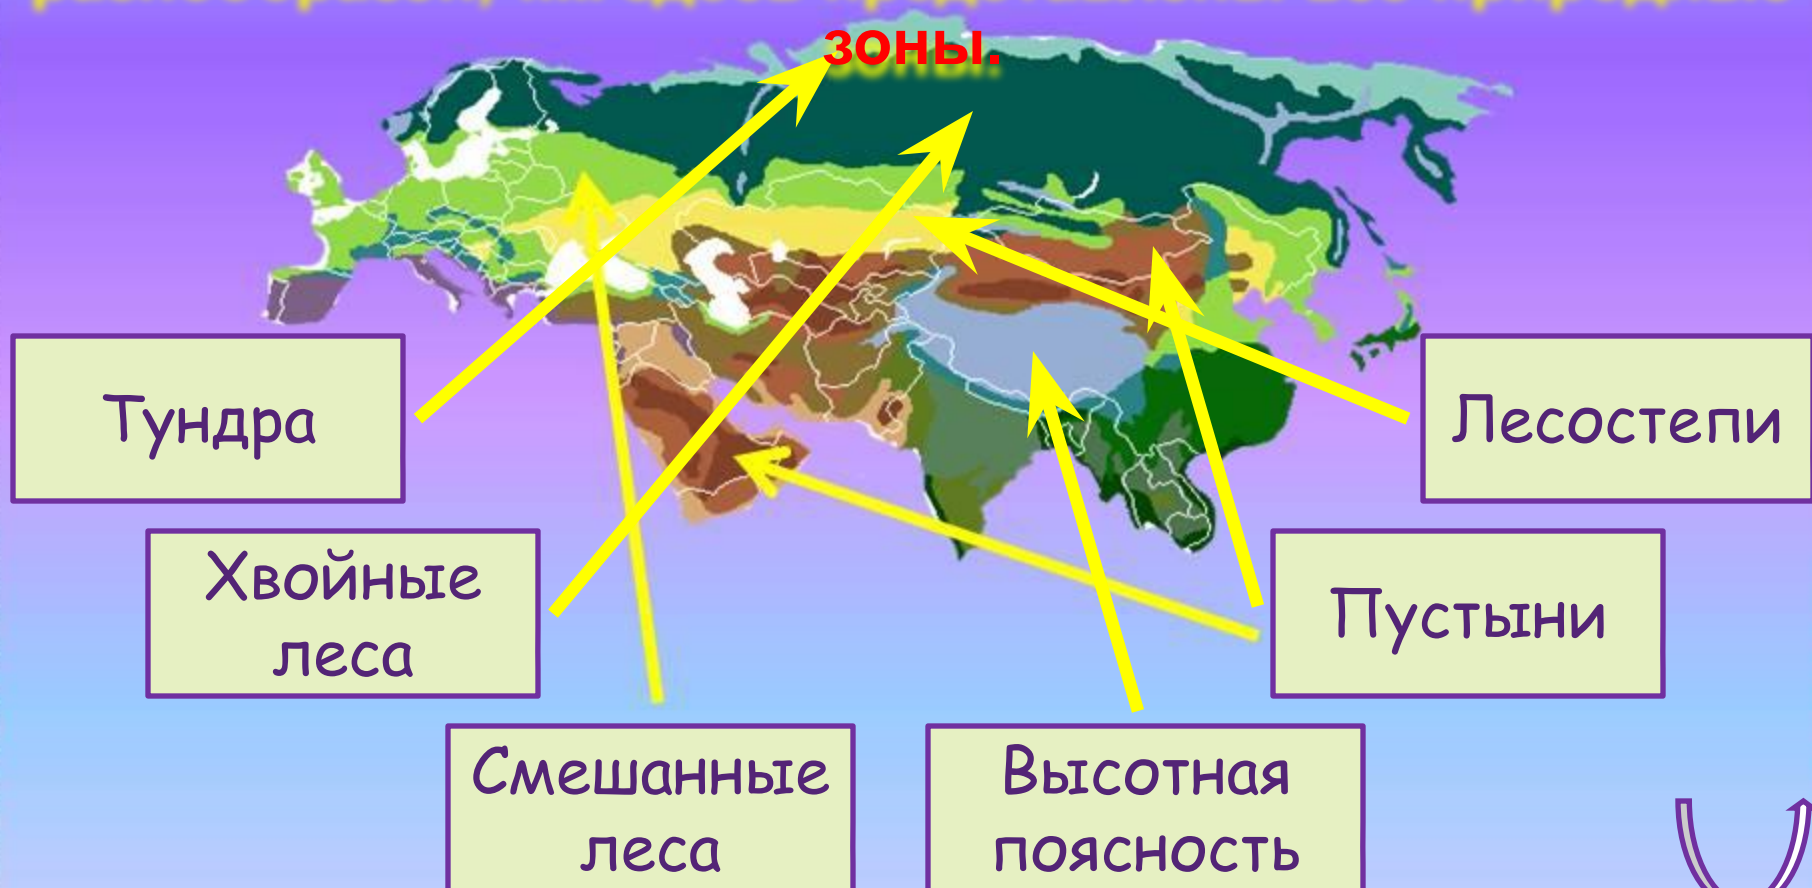 зоны.
Тундра
Лесостепи
Хвойные
леса
Пустыни
Смешанные
леса
Высотная
поясность